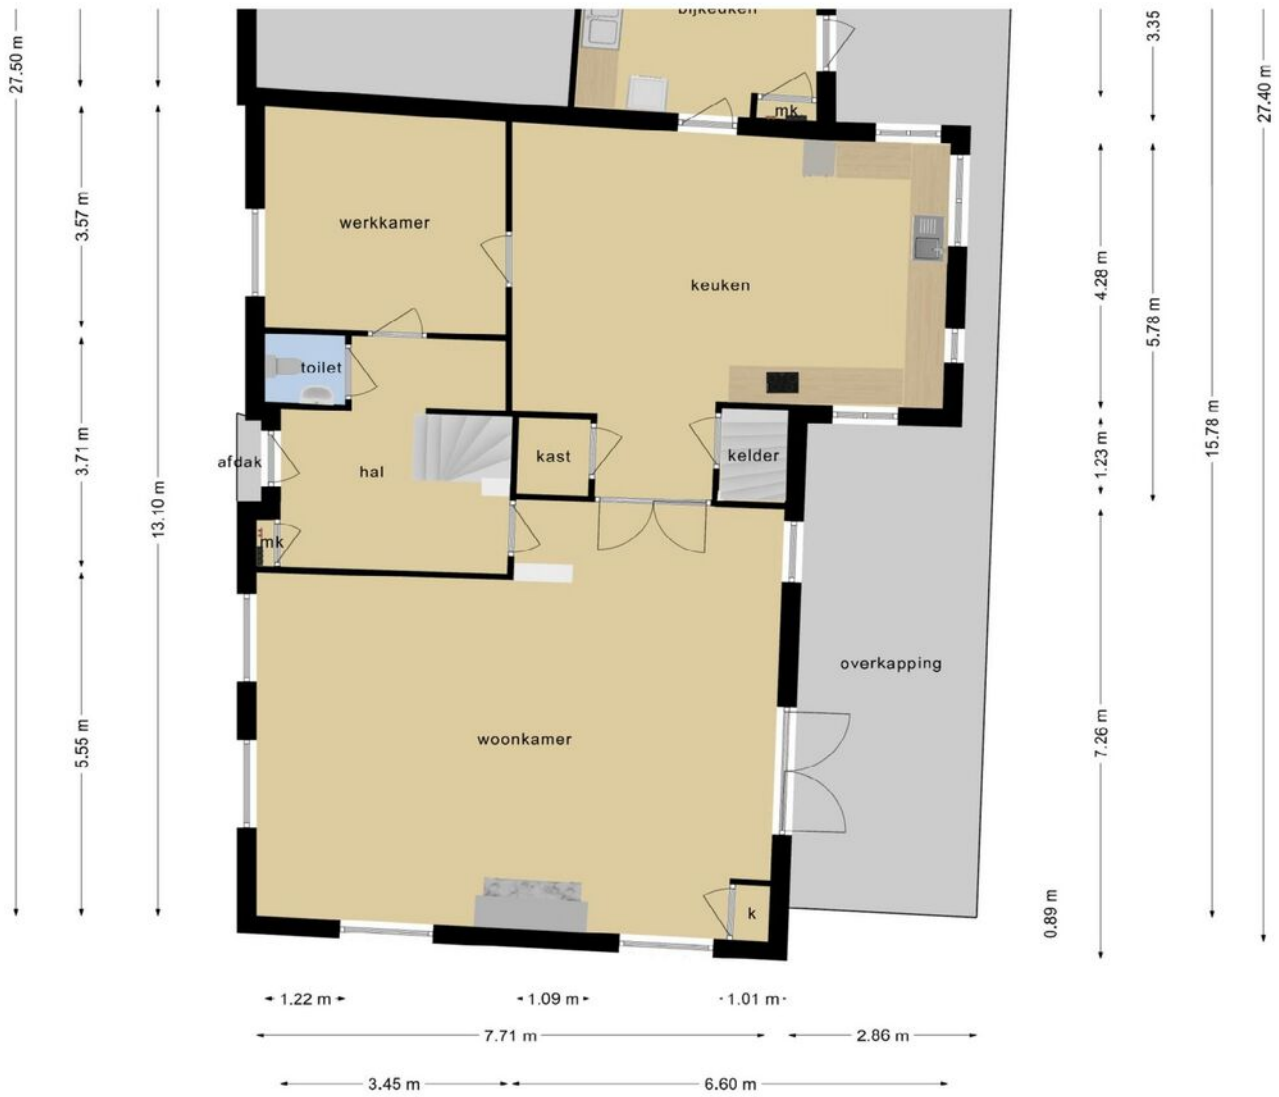 bijkeuken
27.50 m
3.35
27.40 m
mk
3.57 m
werkkamer
keuken
4.28 m
5.78 m
toilet
afdak
hal
kast
kelder
3.71 m
1.23 m
15.78 m
13.10 m
mk
overkapping
woonkamer
5.55 m
7.26 m
k
0.89 m
1.22 m
1.09 m
1.01 m
7.71 m
2.86 m
3.45 m
6.60 m